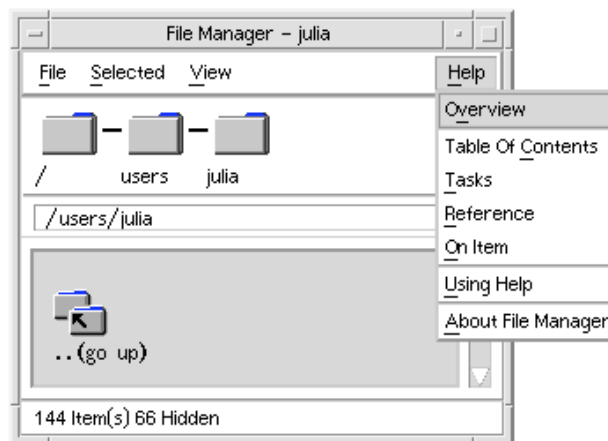 File Manager - julia
File Selected View Help
Overview
Table Of Contents
Tasks
Reference
On Item
Using Help
About File Manager
/ users julia
/users/julia
..(go up)
144 Item(s) 66 Hidden